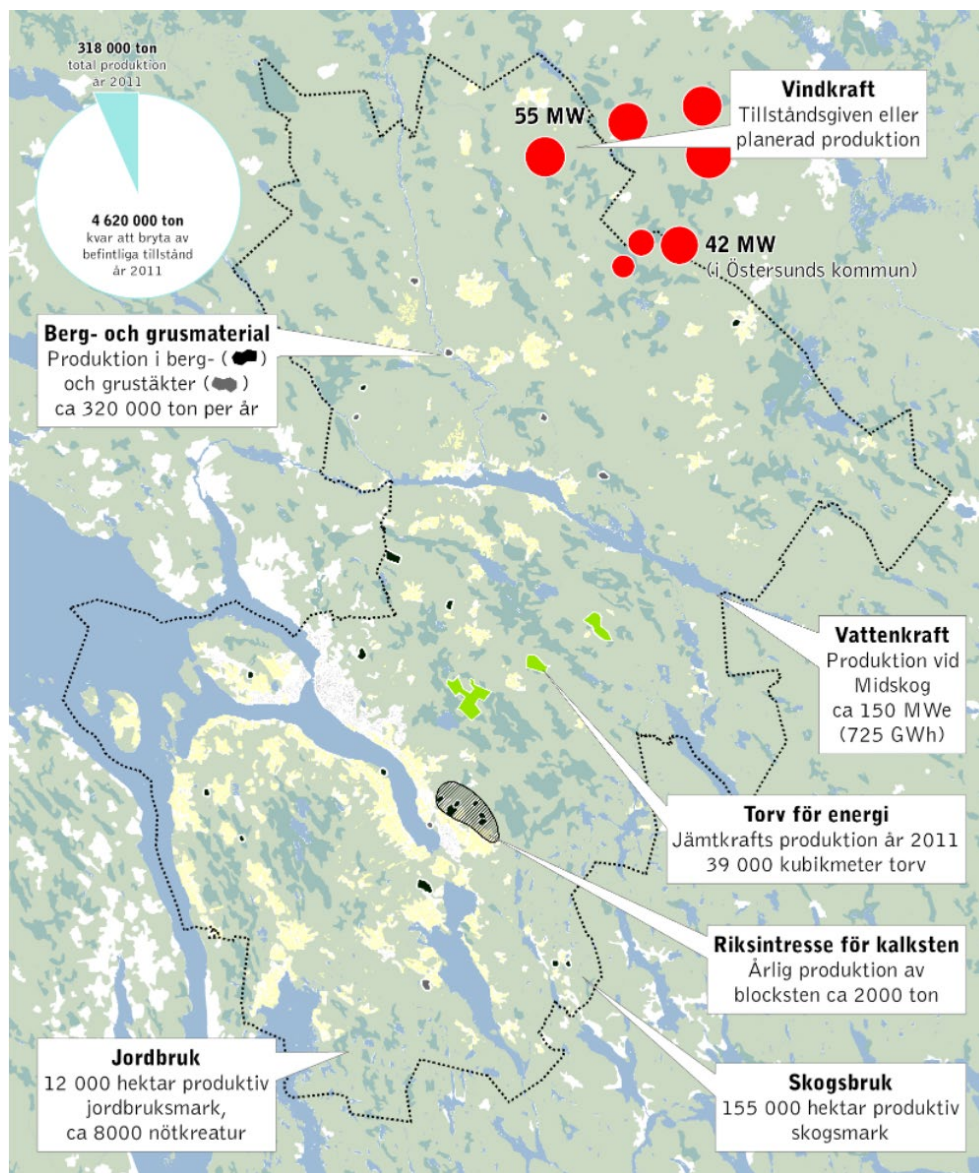 318 000 ton
total produktion
år 2011
4 620 000 ton
kvar att bryta av
befintliga tillstånd
år 2011
55 MW
Vindkraft
Tillståndsgiven eller
planerad produktion
42 MW
(i Östersunds kommun)
Berg- och grusmaterial
Produktion i berg- ( )
och grustäkter ( )
ca 320 000 ton per år
Vattenkraft
Produktion vid
Midskog
ca 150 MWe
(725 GWh)
Torv för energi
Jämtkrafts produktion år 2011
39 000 kubikmeter torv
Riksintresse för kalksten
Årlig produktion av
blocksten ca 2000 ton
Jordbruk
12 000 hektar produktiv
jordbruksmark,
ca 8000 nötkreatur
Skogsbruk
155 000 hektar produktiv
skogsmark